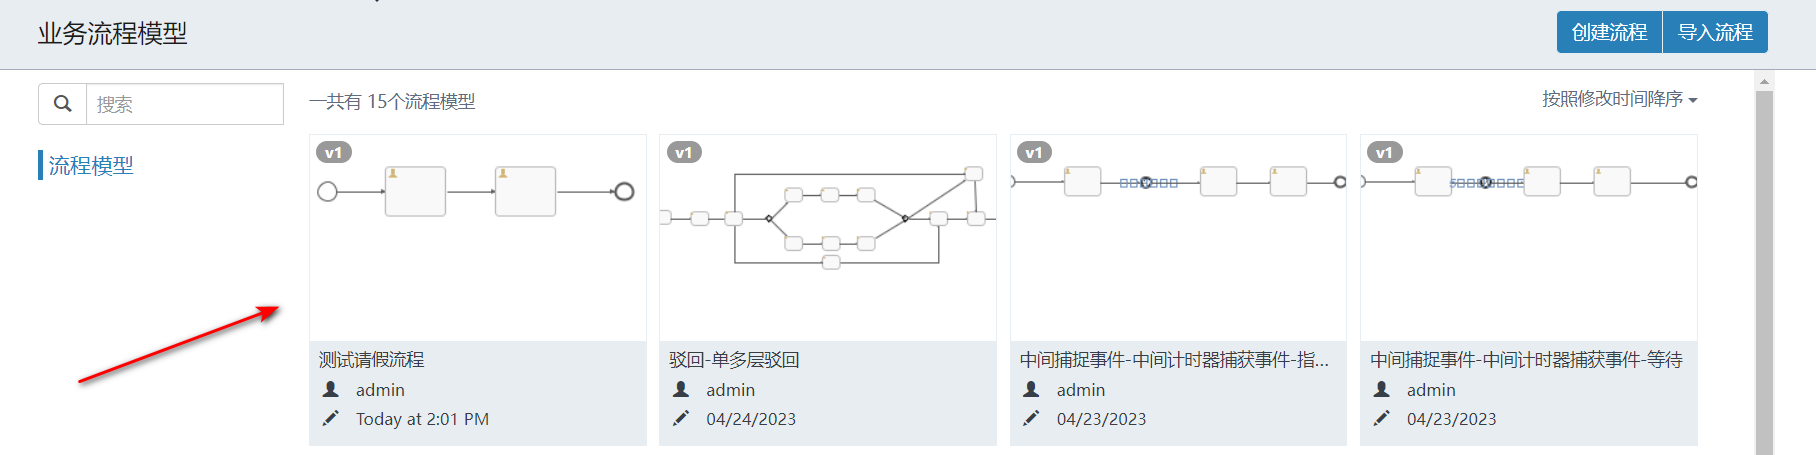 业务流程模型
创建流程
导入流程
搜索
一共有 15个流程模型
按照修改时间降序
流程模型
v1
v1
v1
v1
测试请假流程
admin
Today at 2:01 PM
驳回-单多层驳回
admin
04/24/2023
中间捕捉事件-中间计时器捕获事件-指...
admin
04/23/2023
中间捕捉事件-中间计时器捕获事件-等待
admin
04/23/2023